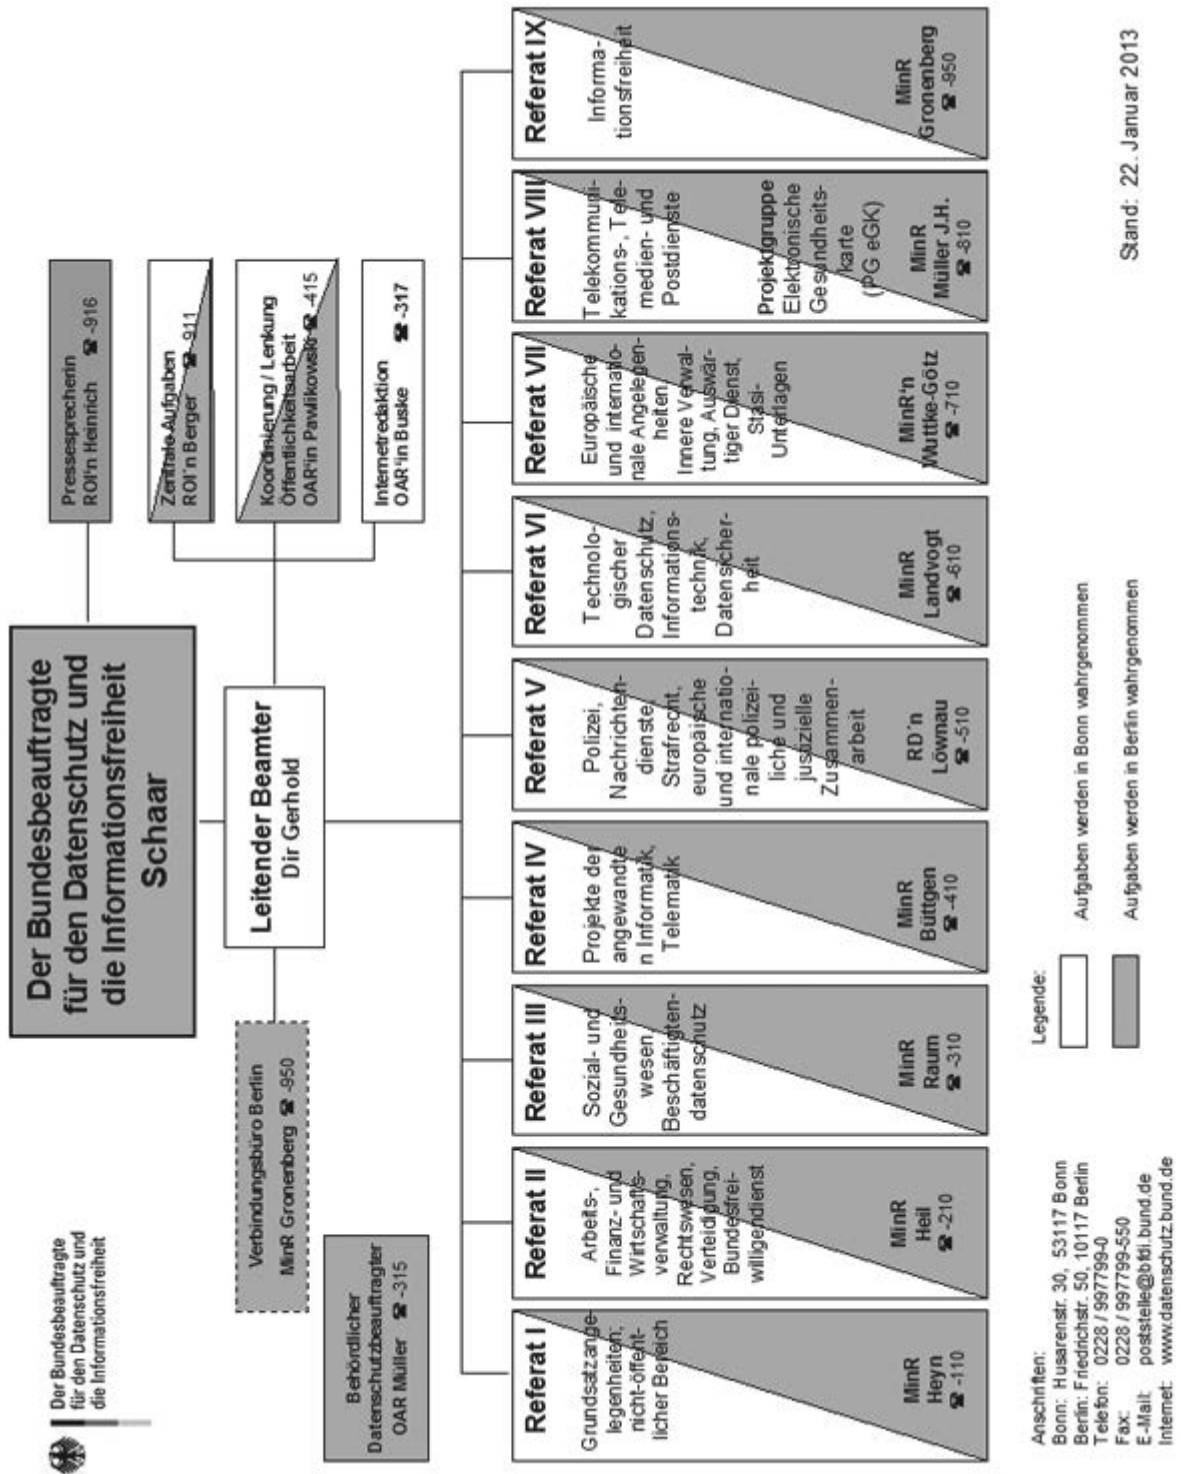 Der Bundesbeauftragte
für den Datenschutz und
die Informationsfreiheit
Der Bundesbeauftragte
für den Datenschutz und
die Informationsfreiheit
Schaar
Pressesprecherin
ROI'n Heinrich ☎ -916
Verbindungsbüro Berlin
MinR Gronenberg ☎ -950
Leitender Beamter
Dir Gerhold
Zentrale Aufgaben
ROI´n Berger ☎ -911
Koordinierung / Lenkung
Öffentlichkeitsarbeit
OAR'in Pawlikowski ☎ -415
Internetredaktion
OAR'in Buske ☎ -317
Behördlicher
Datenschutzbeauftragter
OAR Müller ☎ -315
Referat I
Grundsatzange-
legenheiten;
nicht-öffent-
licher Bereich
MinR
Heyn
☎ -110
Referat II
Arbeits-,
Finanz- und
Wirtschafts-
verwaltung,
Rechtswesen,
Verteidigung,
Bundesfrei-
willigendienst
MinR
Heil
☎ -210
Referat III
Sozial- und
Gesundheits-
wesen
Beschäftigten-
datenschutz
MinR
Raum
☎ -310
Referat IV
Projekte der
angewandte
n Informatik,
Telematik
MinR
Büttgen
☎ -410
Referat V
Polizei,
Nachrichten-
dienste,
Strafrecht,
europäische
und internatio-
nale polizei-
liche und
justizielle
Zusammen-
arbeit
RD´n
Löwnau
☎ -510
Referat VI
Technolo-
gischer
Datenschutz,
Informations-
technik,
Datensicher-
heit
MinR
Landvogt
☎ -610
Referat VII
Europäische
und internatio-
nale Angelegen-
heiten,
Innere Verwal-
tung, Auswär-
tiger Dienst,
Stasi-
Unterlagen
MinR'n
Wuttke-Götz
☎ -710
Referat VIII
Telekommuni-
kations-, Tele-
medien- und
Postdienste
Projektgruppe
Elektronische
Gesundheits-
karte
(PG eGK)
MinR
Müller J.H.
☎ -810
Referat IX
Informa-
tionsfreiheit
MinR
Gronenberg
☎ -950
Anschriften:
Bonn: Husarenstr. 30, 53117 Bonn
Berlin: Friedrichstr. 50, 10117 Berlin
Telefon: 0228 / 997799-0
Fax: 0228 / 997799-550
E-Mail: poststelle@bfdi.bund.de
Internet: www.datenschutz.bund.de
Legende:
Aufgaben werden in Bonn wahrgenommen
Aufgaben werden in Berlin wahrgenommen
Stand: 22. Januar 2013